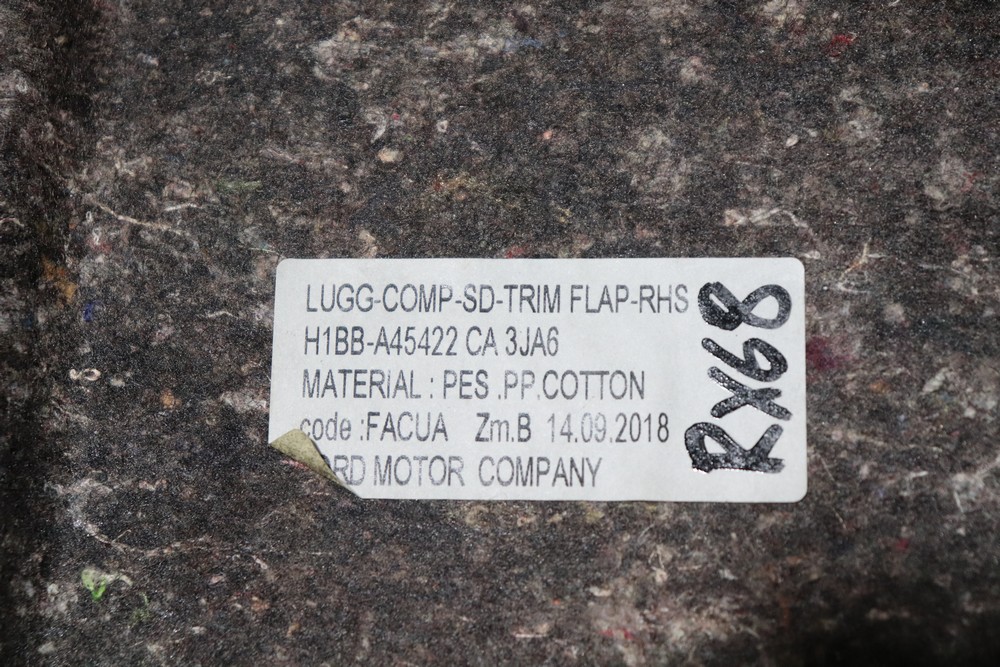 LUGG-COMP-SD-TRIM FLAP-RHS
H1BB-A45422 CA 3JA6
MATERIAL : PES .PP.COTTON
code :FACUA Zm.B 14.09.2018
RD MOTOR COMPANY
RX68